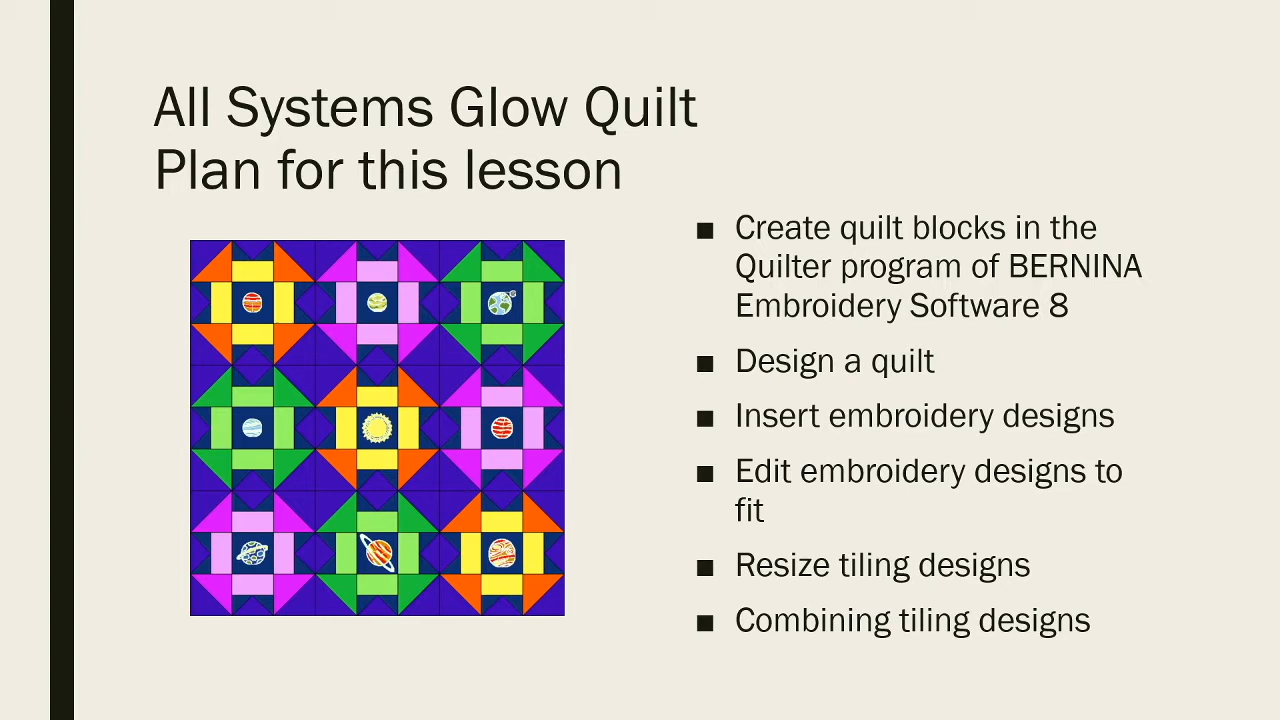 All Systems Glow Quilt
Plan for this lesson
■ Create quilt blocks in the
Quilter program of BERNINA
Embroidery Software 8
■ Design a quilt
■ Insert embroidery designs
■ Edit embroidery designs to
fit
■ Resize tiling designs
■ Combining tiling designs